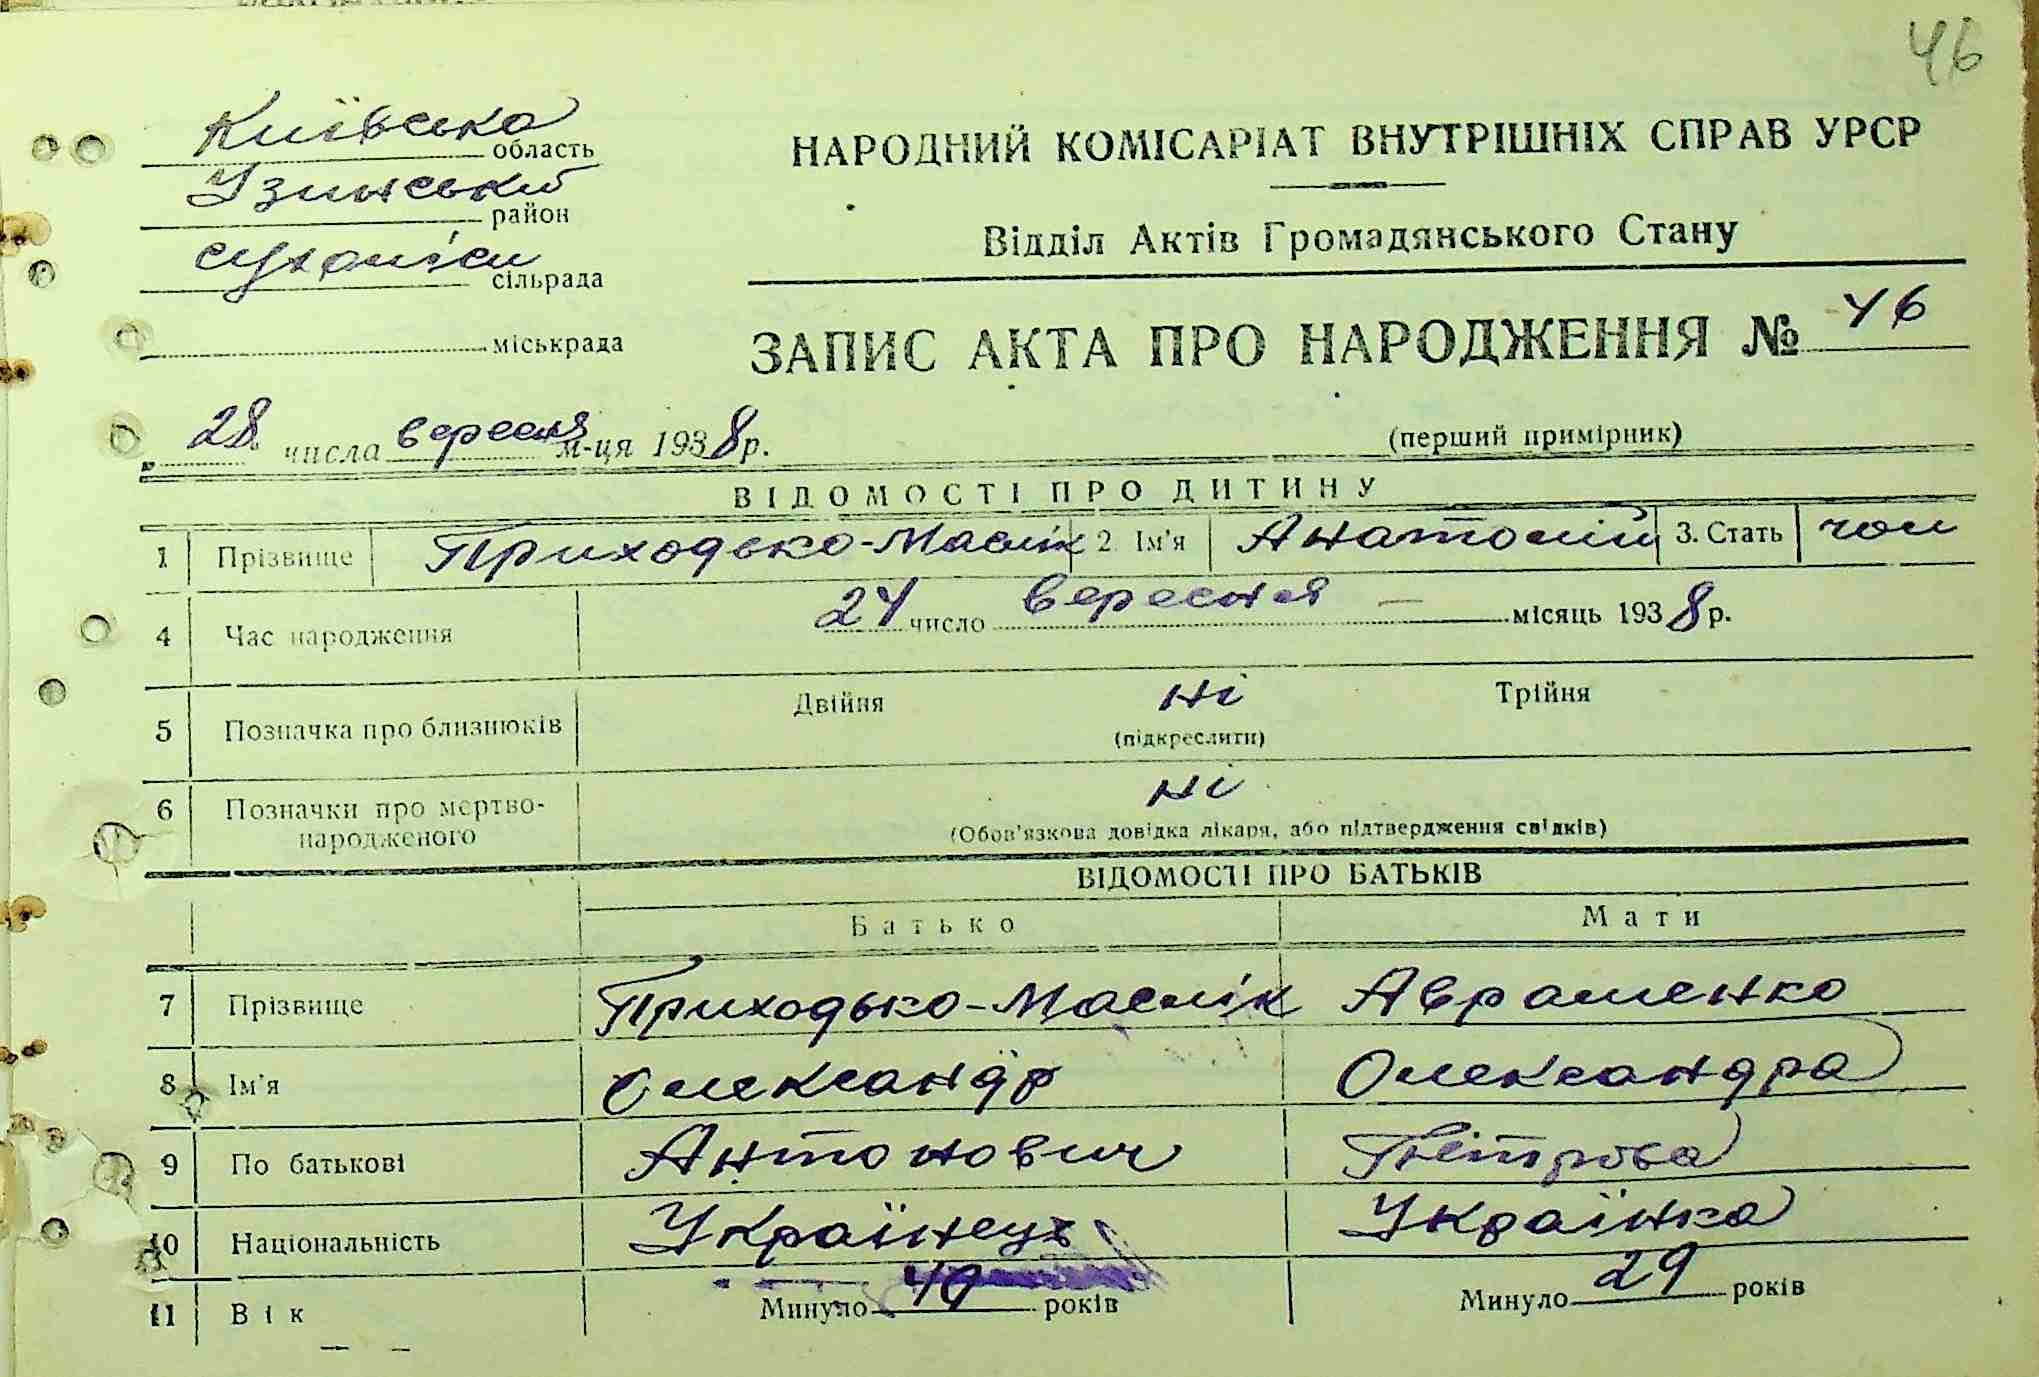 46
Київська область
Узинський район
сухоліси сільрада
міськрада
НАРОДНИЙ КОМІСАРІАТ ВНУТРІШНІХ СПРАВ УРСР
Відділ Актів Громадянського Стану
ЗАПИС АКТА ПРО НАРОДЖЕННЯ № 46
28 числа вересня м-ця 1938 р.
(перший примірник)
ВІДОМОСТІ ПРО ДИТИНУ
1 Прізвище Приходько-Маслік 2 Ім'я Анатолій 3. Стать чол
4 Час народження 24 число вересня місяць 1938 р.
5 Позначка про близнюків Двійня ні Трійня
(підкреслити)
6 Позначки про мертво-народженого ні
(Обов'язкова довідка лікаря, або підтвердження свідків)
ВІДОМОСТІ ПРО БАТЬКІВ
Батько Мати
7 Прізвище Приходько-Маслік Авраменко
8 Ім'я Олександр Олександра
9 По батькові Антонович Петрова
10 Національність Українець Українка
11 Вік Минуло 40 років Минуло 29 років